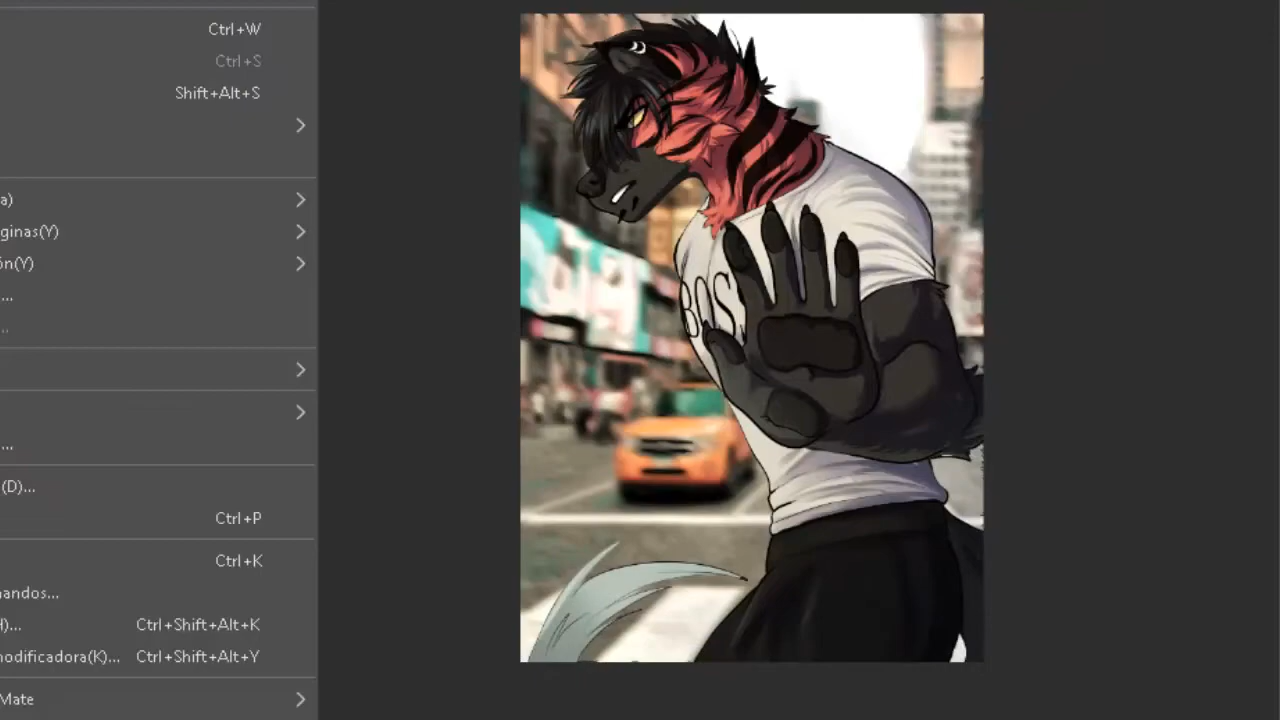 Ctrl+W
Ctrl+S
Shift+Alt+S
a)
ginas(Y)
ón(Y)
...
..
...
(D)...
Ctrl+P
Ctrl+K
nandos...
H)... Ctrl+Shift+Alt+K
nodificadora(K)... Ctrl+Shift+Alt+Y
Mate
BOS